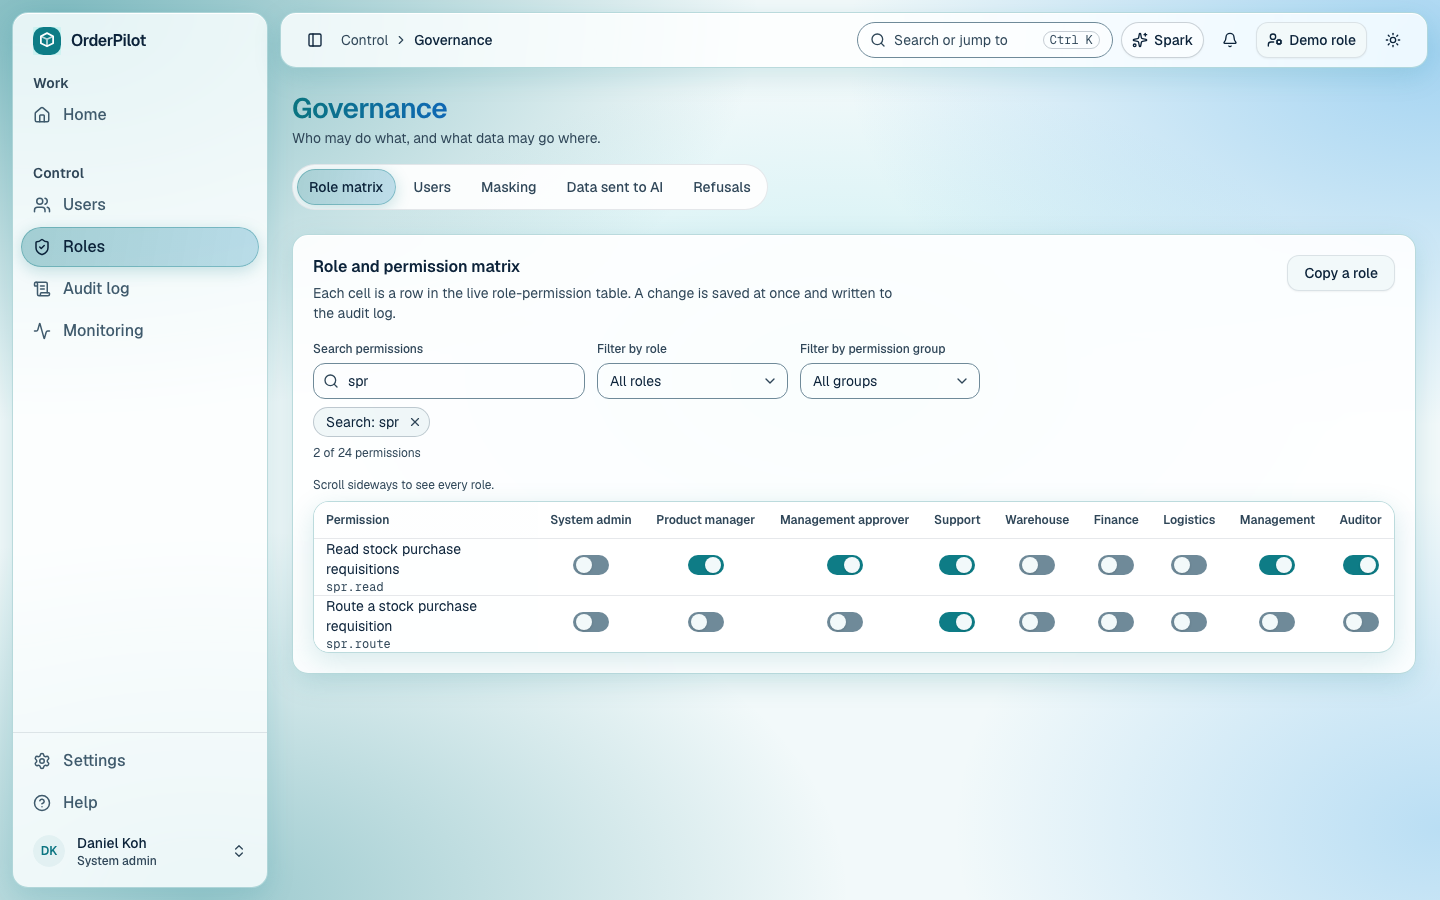 OrderPilot
Work
Home
Control
Users
Roles
Audit log
Monitoring
Settings
Help
DK
Daniel Koh
System admin
Control > Governance
Search or jump to
Ctrl K
Spark
Demo role
Governance
Who may do what, and what data may go where.
Role matrix
Users
Masking
Data sent to AI
Refusals
Role and permission matrix
Each cell is a row in the live role-permission table. A change is saved at once and written to
the audit log.
Copy a role
Search permissions
Filter by role
Filter by permission group
spr
All roles
All groups
Search: spr
2 of 24 permissions
Scroll sideways to see every role.
Permission System admin Product manager Management approver Support Warehouse Finance Logistics Management Auditor
Read stock purchase
requisitions
spr.read
Route a stock purchase
requisition
spr.route